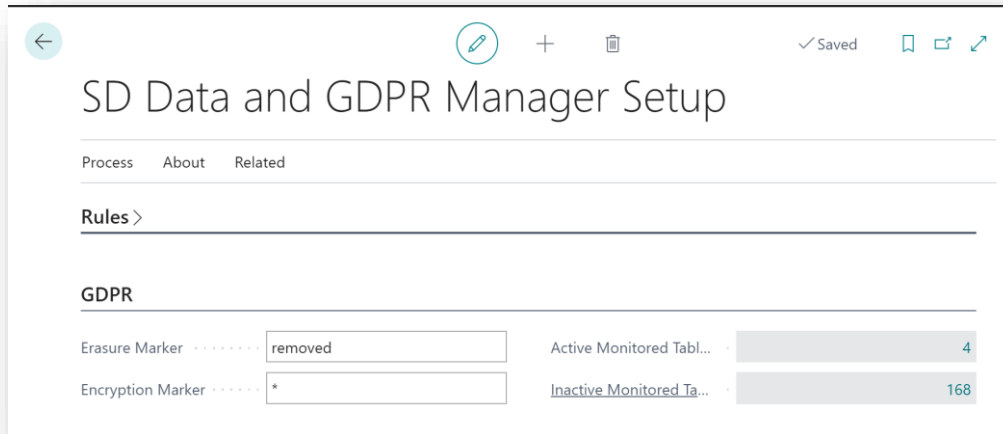 Saved
SD Data and GDPR Manager Setup
Process About Related
Rules
GDPR
Erasure Marker removed Active Monitored Tabl... 4
Encryption Marker * Inactive Monitored Ta... 168